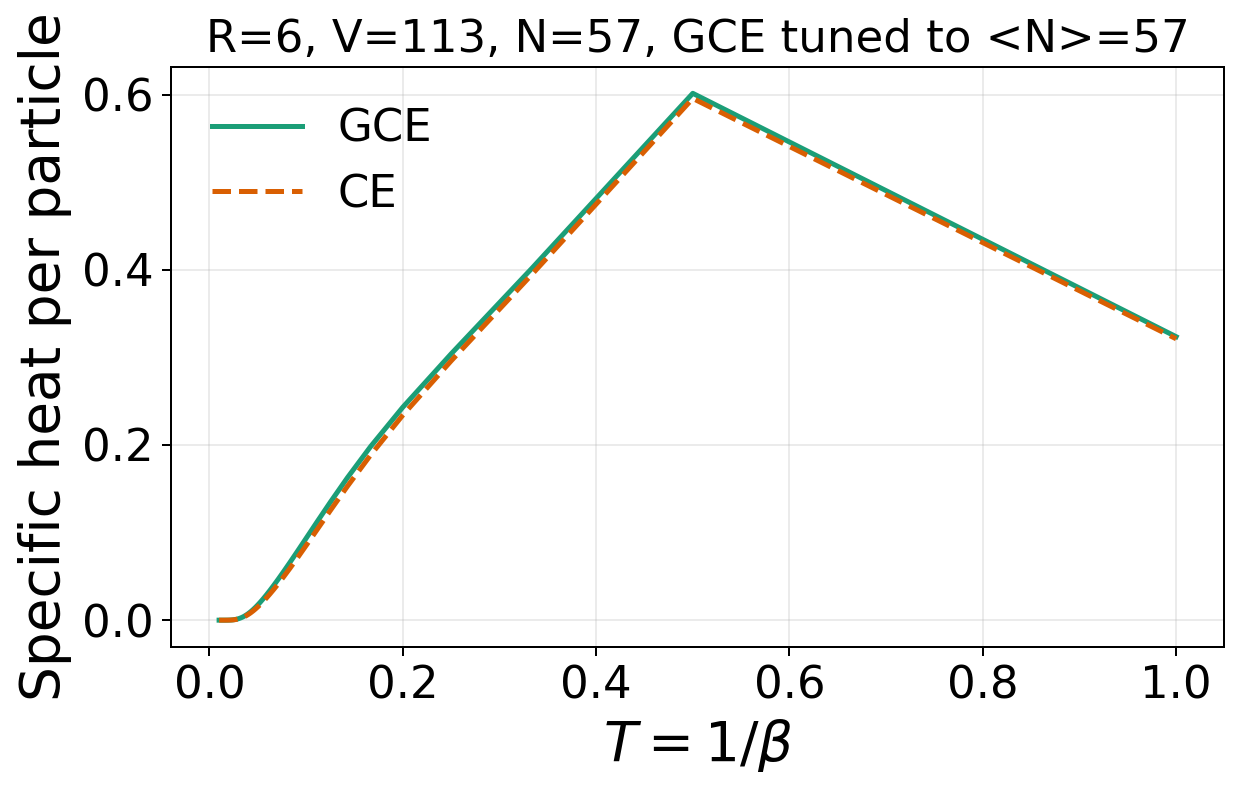 R=6, V=113, N=57, GCE tuned to <N>=57
Specific heat per particle
0.6
0.4
0.2
0.0
GCE
CE
0.0 0.2 0.4 0.6 0.8 1.0
T = 1/β